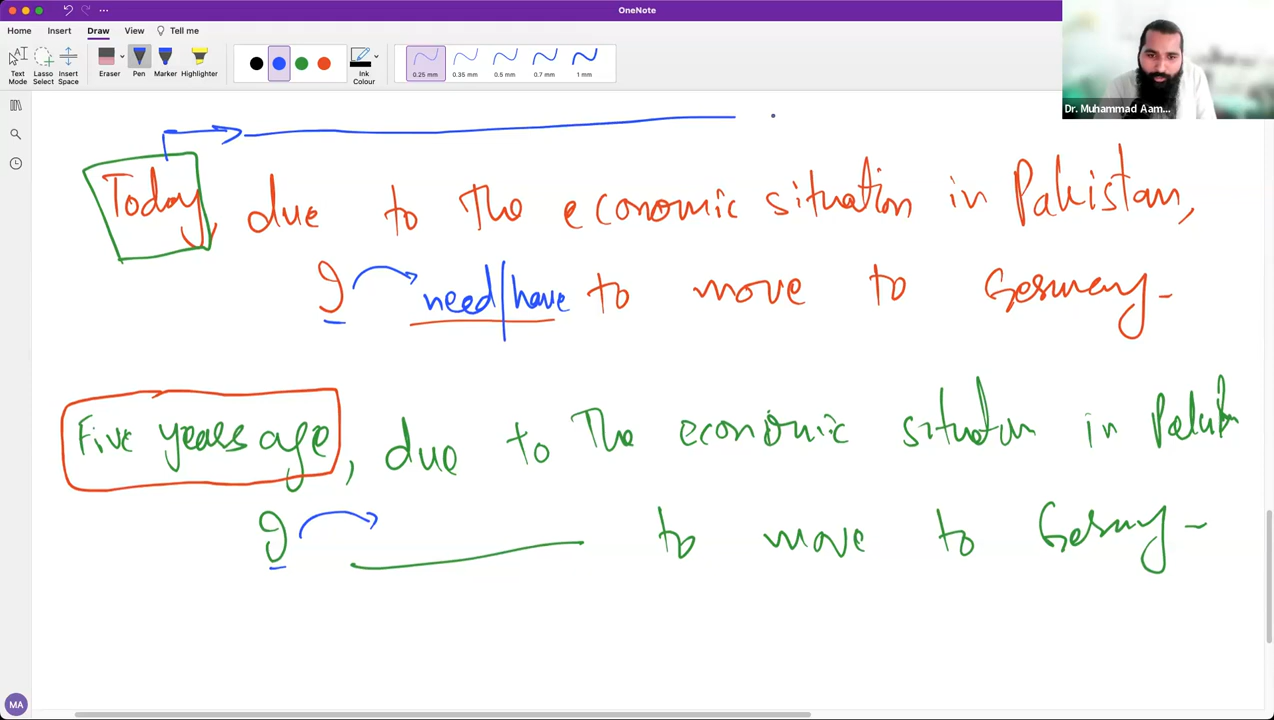 OneNote
Home Insert Draw View Tell me
Text Mode Lasso Select Insert Space Eraser Pen Marker Highlighter Ink Colour 0.25 mm 0.35 mm 0.5 mm 0.7 mm 1 mm
Dr. Muhammad Aam...
Today, due to the economic situation in Pakistan,
I need/have to move to Germany.
Five years age, due to the economic situation in
I to move to Germany.
MA